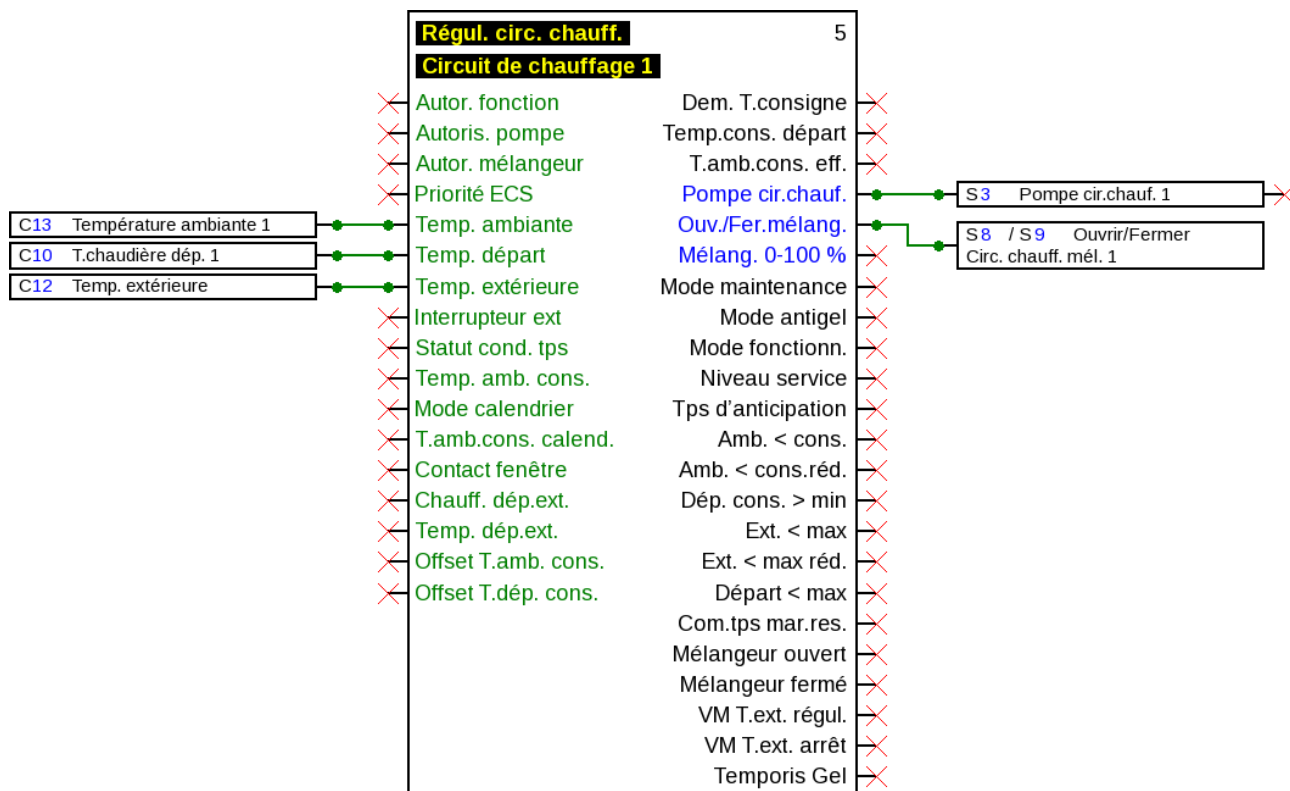 Régul. circ. chauff. 5
Circuit de chauffage 1
Autor. fonction Dem. T.consigne
Autoris. pompe Temp.cons. départ
Autor. mélangeur T.amb.cons. eff.
Priorité ECS Pompe cir.chauf. S3 Pompe cir.chauf. 1
C13 Température ambiante 1 Temp. ambiante Ouv./Fer.mélang. S8 / S9 Ouvrir/Fermer
Circ. chauff. mél. 1
C10 T.chaudière dép. 1 Temp. départ Mélang. 0-100 %
C12 Temp. extérieure Temp. extérieure Mode maintenance
Interrupteur ext Mode antigel
Statut cond. tps Mode fonctionn.
Temp. amb. cons. Niveau service
Mode calendrier Tps d’anticipation
T.amb.cons. calend. Amb. < cons.
Contact fenêtre Amb. < cons.réd.
Chauff. dép.ext. Dép. cons. > min
Temp. dép.ext. Ext. < max
Offset T.amb. cons. Ext. < max réd.
Offset T.dép. cons. Départ < max
Com.tps mar.res.
Mélangeur ouvert
Mélangeur fermé
VM T.ext. régul.
VM T.ext. arrêt
Temporis Gel